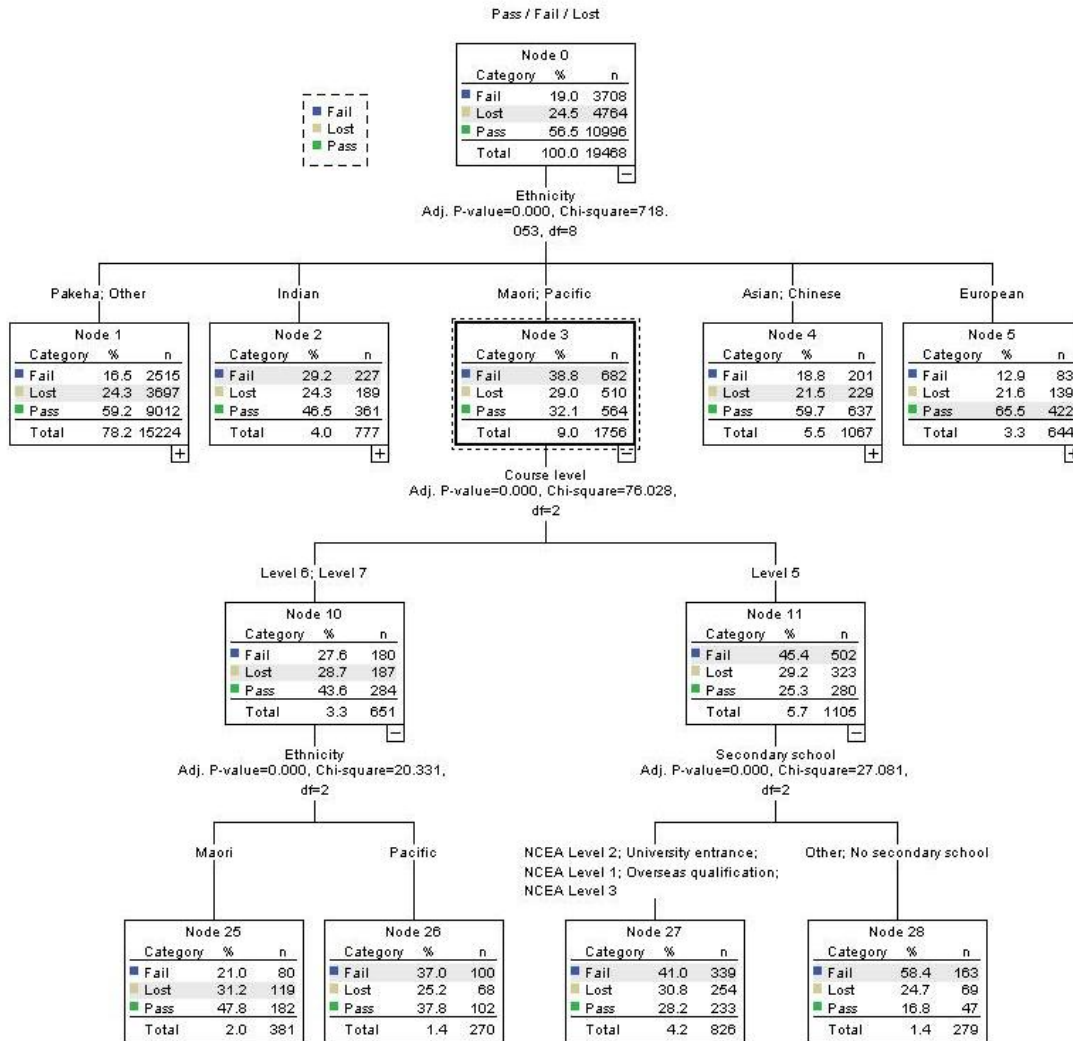 Pass / Fail / Lost
Node 0
Category % n
Fail 19.0 3708
Lost 24.5 4764
Pass 56.5 10996
Total 100.0 19468
Fail
Lost
Pass
Ethnicity
Adj. P-value=0.000, Chi-square=718.
053, df=8
Pakeha; Other
Indian
Maori; Pacific
Asian; Chinese
European
Node 1
Category % n
Fail 16.5 2515
Lost 24.3 3697
Pass 59.2 9012
Total 78.2 15224
Node 2
Category % n
Fail 29.2 227
Lost 24.3 189
Pass 46.5 361
Total 4.0 777
Node 3
Category % n
Fail 38.8 682
Lost 29.0 510
Pass 32.1 564
Total 9.0 1756
Node 4
Category % n
Fail 18.8 201
Lost 21.5 229
Pass 59.7 637
Total 5.5 1067
Node 5
Category % n
Fail 12.9 83
Lost 21.6 139
Pass 65.5 422
Total 3.3 644
Course level
Adj. P-value=0.000, Chi-square=76.028,
df=2
Level 6; Level 7
Level 5
Node 10
Category % n
Fail 27.6 180
Lost 28.7 187
Pass 43.6 284
Total 3.3 651
Node 11
Category % n
Fail 45.4 502
Lost 29.2 323
Pass 25.3 280
Total 5.7 1105
Ethnicity
Adj. P-value=0.000, Chi-square=20.331,
df=2
Secondary school
Adj. P-value=0.000, Chi-square=27.081,
df=2
Maori
Pacific
NCEA Level 2; University entrance;
NCEA Level 1; Overseas qualification;
NCEA Level 3
Other; No secondary school
Node 25
Category % n
Fail 21.0 80
Lost 31.2 119
Pass 47.8 182
Total 2.0 381
Node 26
Category % n
Fail 37.0 100
Lost 25.2 68
Pass 37.8 102
Total 1.4 270
Node 27
Category % n
Fail 41.0 339
Lost 30.8 254
Pass 28.2 233
Total 4.2 826
Node 28
Category % n
Fail 58.4 163
Lost 24.7 69
Pass 16.8 47
Total 1.4 279